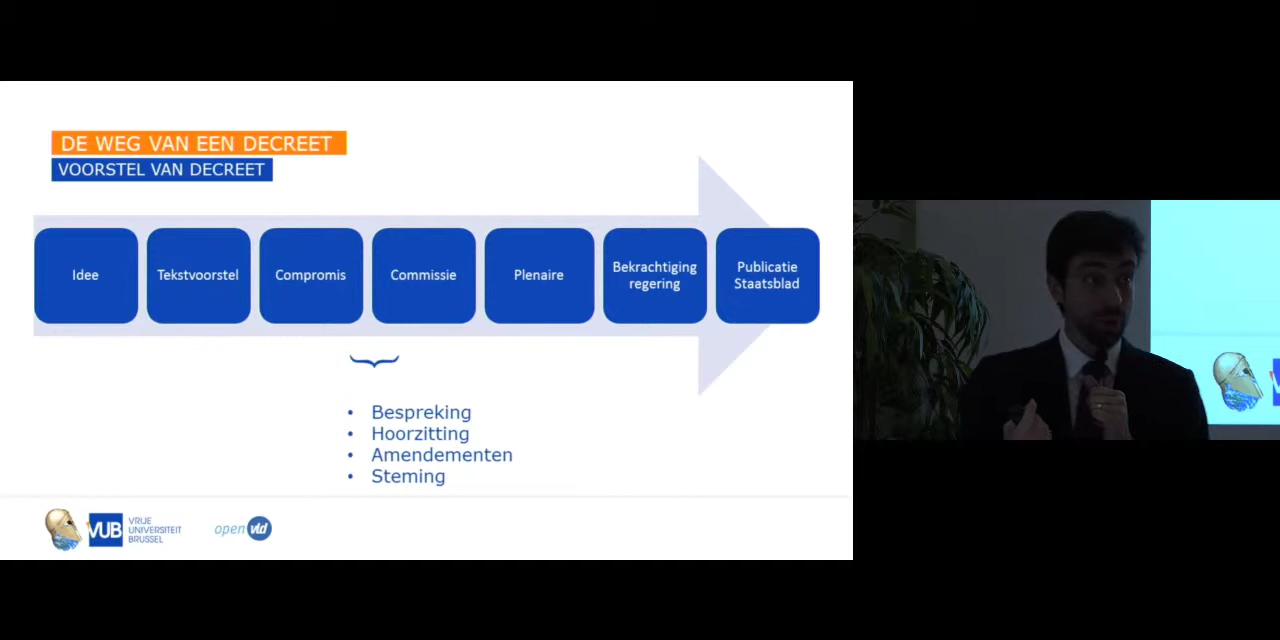 DE WEG VAN EEN DECREET
VOORSTEL VAN DECREET
Idee
Tekstvoorstel
Compromis
Commissie
Plenaire
Bekrachtiging
regering
Publicatie
Staatsblad
• Bespreking
• Hoorzitting
• Amendementen
• Steming
VUB
VRIJE
UNIVERSITEIT
BRUSSEL
open vld